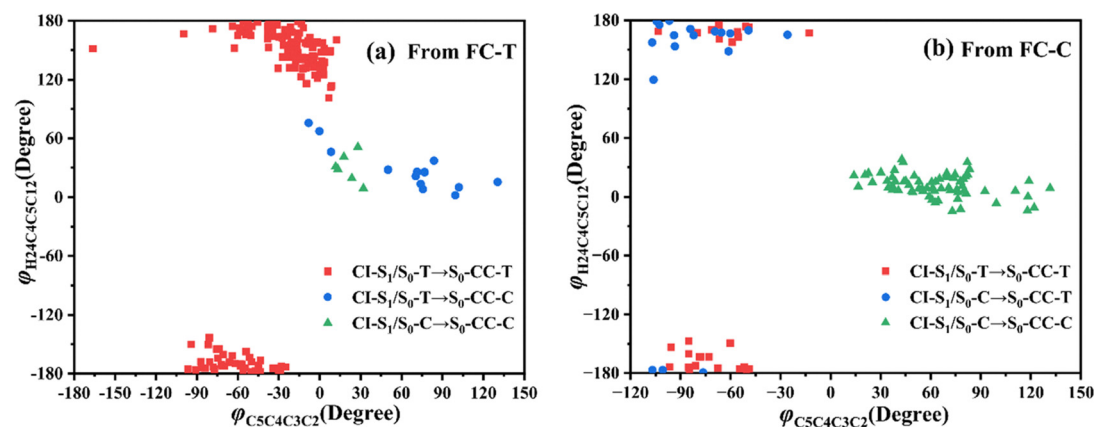 (a) From FC-T
180
120
60
0
-60
-120
-180
φH24C4C5C12(Degree)
CI-S1/S0-T→S0-CC-T
CI-S1/S0-T→S0-CC-C
CI-S1/S0-C→S0-CC-C
-180 -150 -120 -90 -60 -30 0 30 60 90 120 150
φC5C4C3C2(Degree)
(b) From FC-C
180
120
60
0
−60
−120
−180
φH24C4C5C12(Degree)
CI-S1/S0-T→S0-CC-T
CI-S1/S0-C→S0-CC-T
CI-S1/S0-C→S0-CC-C
−120 −90 −60 −30 0 30 60 90 120 150
φC5C4C3C2(Degree)